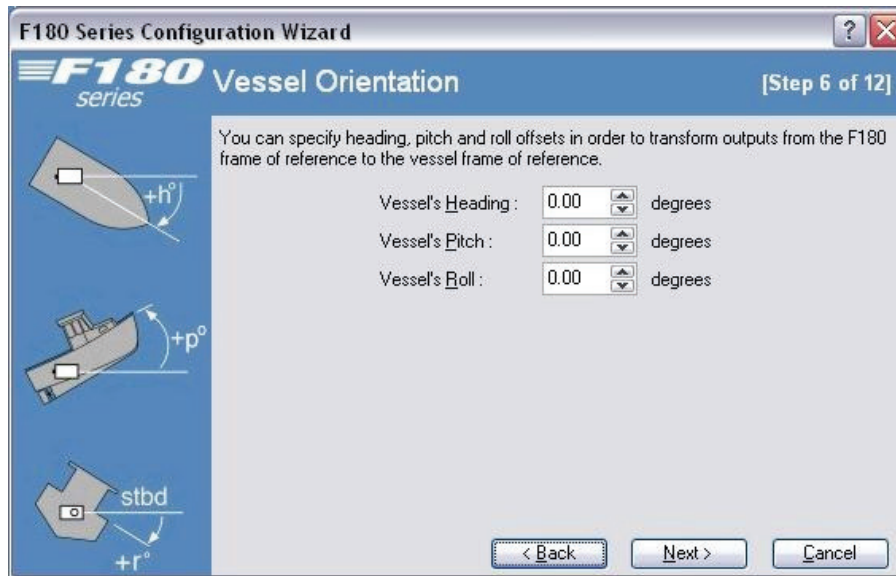 F180 Series Configuration Wizard
F180 series
Vessel Orientation
[Step 6 of 12]
You can specify heading, pitch and roll offsets in order to transform outputs from the F180
frame of reference to the vessel frame of reference.
Vessel's Heading : 0.00 degrees
Vessel's Pitch : 0.00 degrees
Vessel's Roll : 0.00 degrees
+h°
+p°
stbd
+r°
< Back Next > Cancel